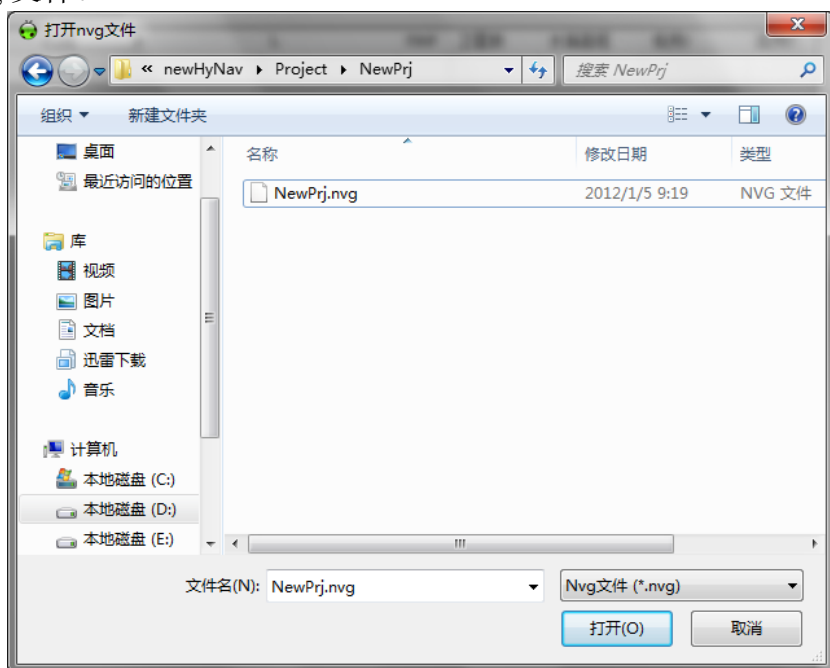 打开nvg文件
« newHyNav ▸ Project ▸ NewPrj
搜索 NewPrj
组织 新建文件夹
名称 修改日期 类型
NewPrj.nvg 2012/1/5 9:19 NVG 文件
桌面
最近访问的位置
库
视频
图片
文档
迅雷下载
音乐
计算机
本地磁盘 (C:)
本地磁盘 (D:)
本地磁盘 (E:)
文件名(N): NewPrj.nvg Nvg文件 (*.nvg)
打开(O) 取消